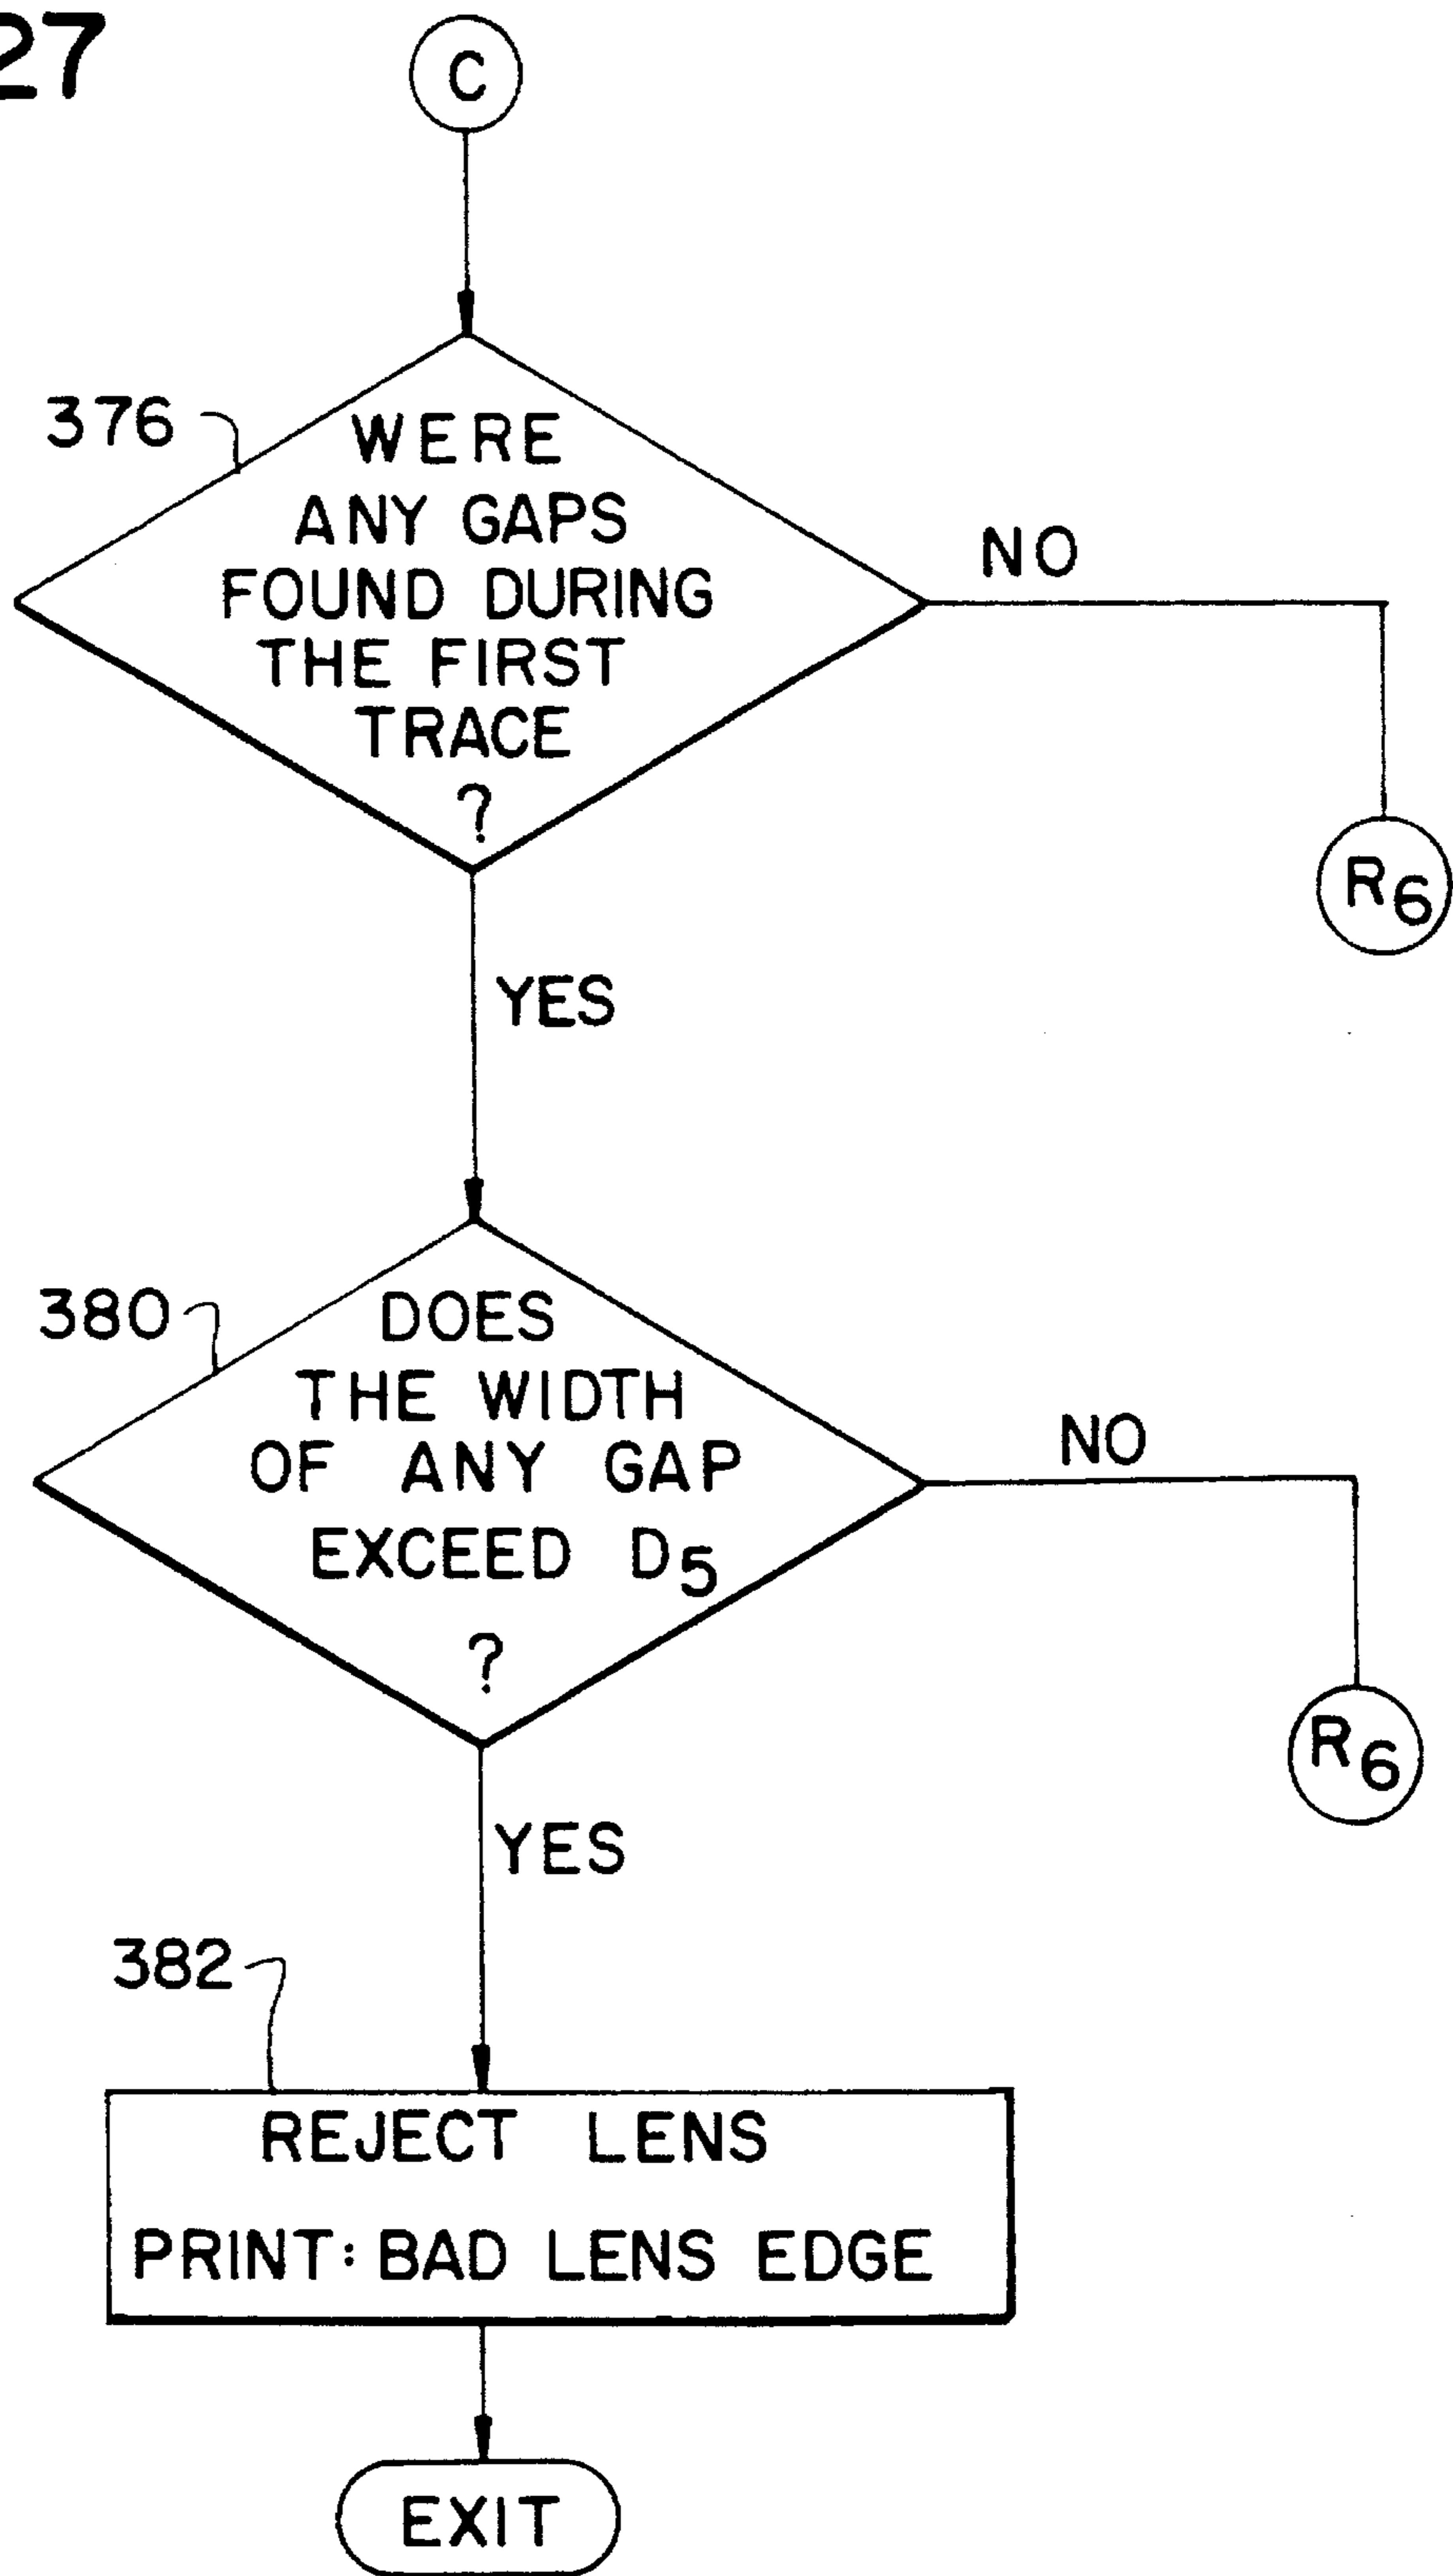 27
C
376
WERE
ANY GAPS
FOUND DURING
THE FIRST
TRACE
?
NO
R6
YES
380
DOES
THE WIDTH
OF ANY GAP
EXCEED D5
?
NO
R6
YES
382
REJECT LENS
PRINT: BAD LENS EDGE
EXIT